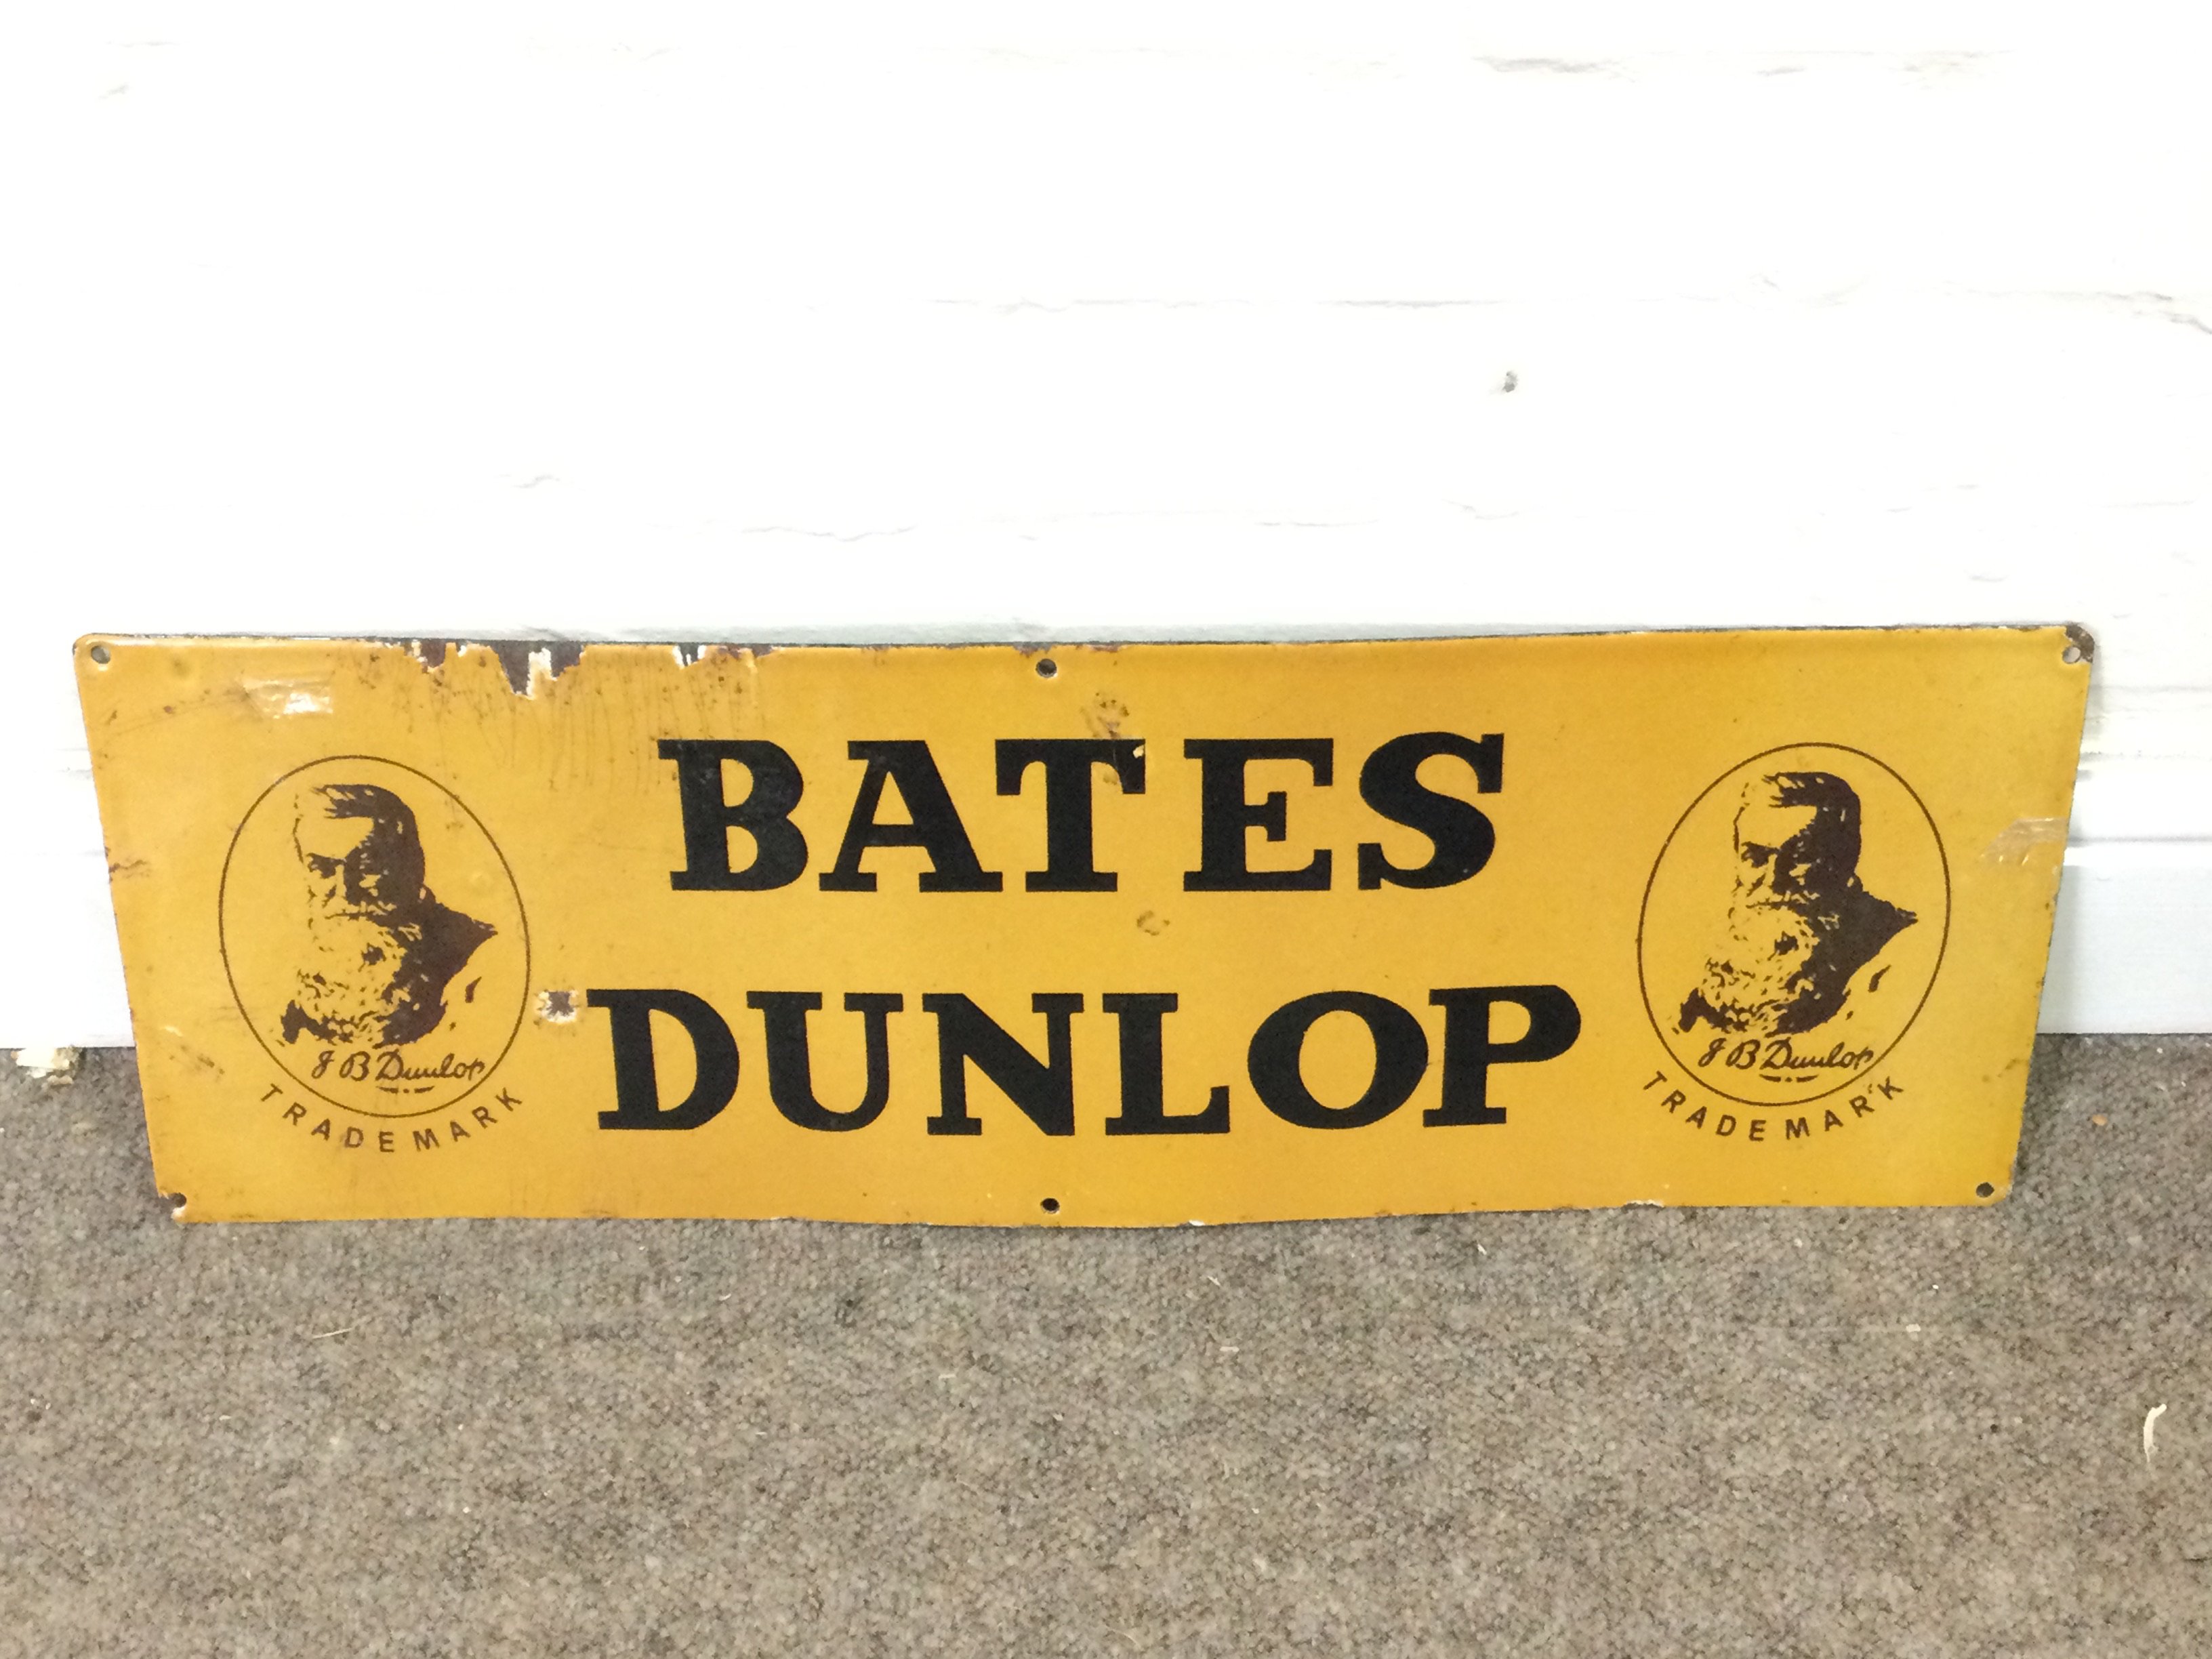 BATES
DUNLOP
J B Dunlop
TRADEMARK
J B Dunlop
TRADEMARK